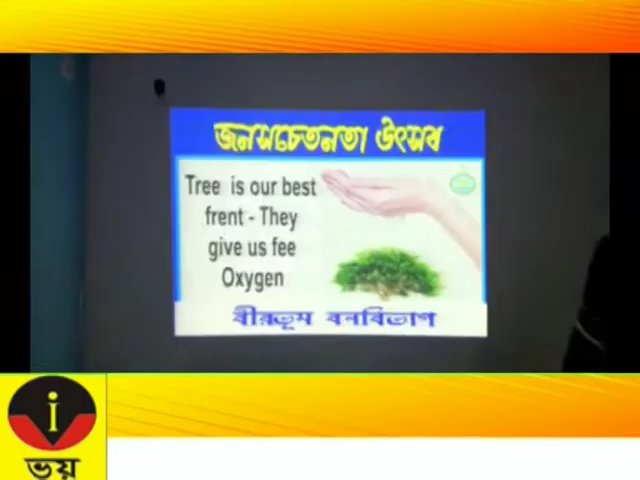 জনসচেতনতা উৎসব
Tree is our best
frent - They
give us fee
Oxygen
বীরভূম বনবিভাগ
i
ভয়